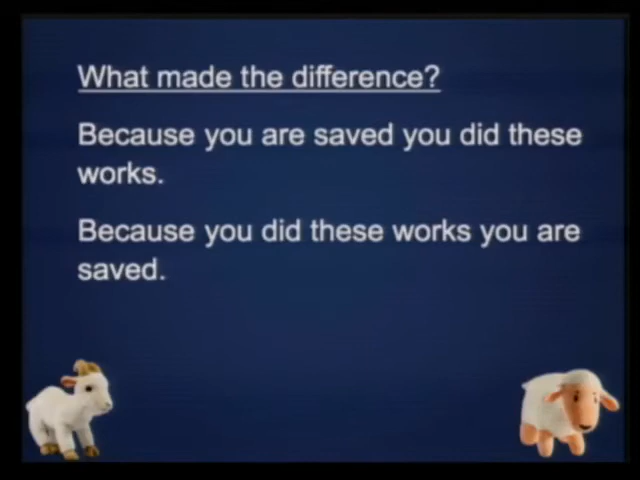 What made the difference?
Because you are saved you did these
works.
Because you did these works you are
saved.